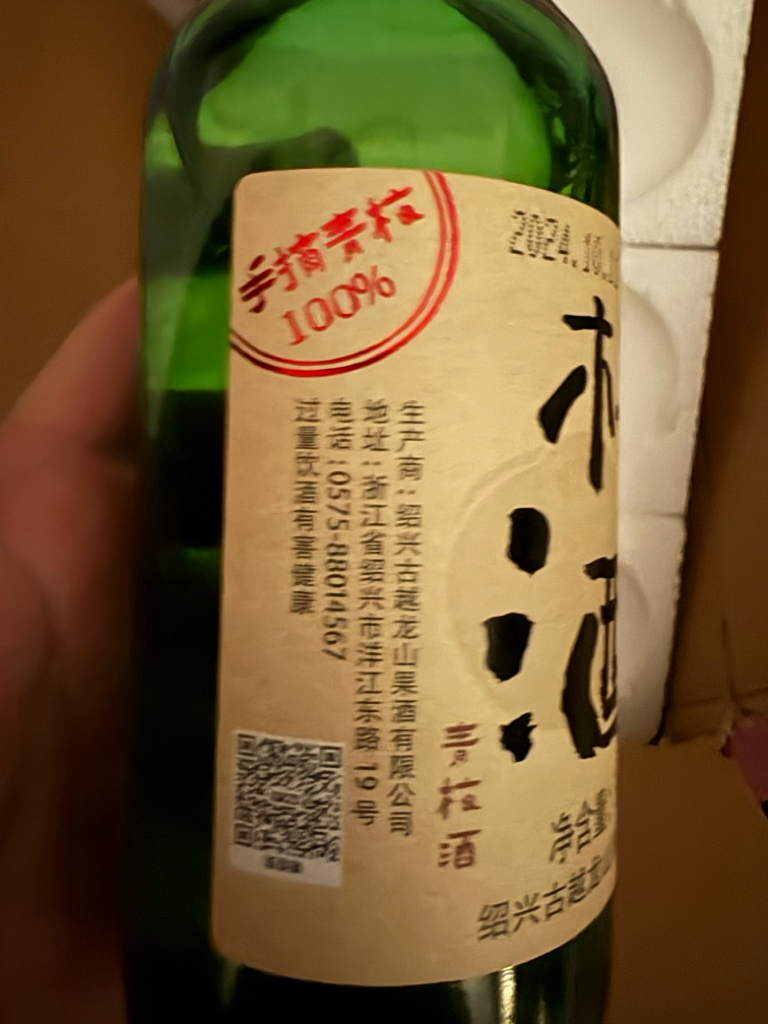 手摘青梅
100%
生产商：绍兴古越龙山果酒有限公司
地址：浙江省绍兴市洋江东路19号
电话：0575-88014567
过量饮酒有害健康
酒
青梅酒
绍兴古越龙